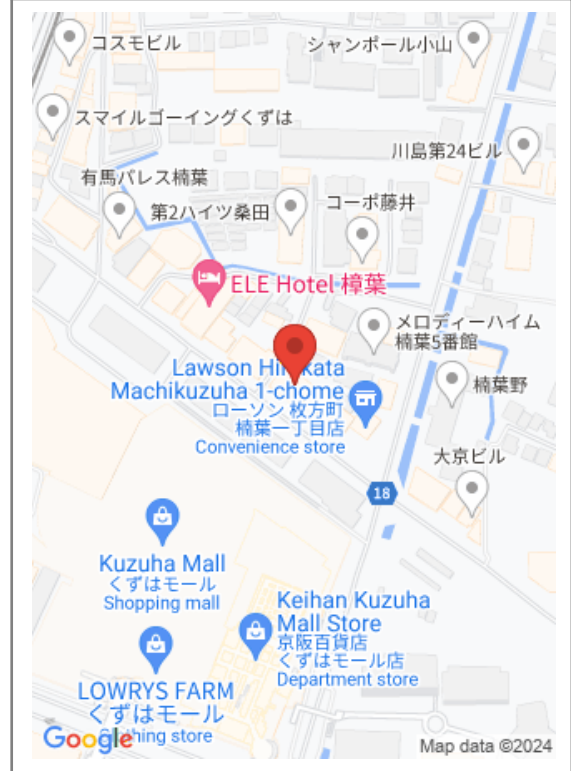 コスモビル
シャンボール小山
スマイルゴーイングくずは
川島第24ビル
有馬パレス楠葉
第2ハイツ桑田
コーポ藤井
ELE Hotel 樟葉
メロディーハイム
楠葉5番館
Lawson Hirakata
Machikuzuha 1-chome
ローソン 枚方町
楠葉一丁目店
Convenience store
楠葉野
大京ビル
18
Kuzuha Mall
くずはモール
Shopping mall
Keihan Kuzuha
Mall Store
京阪百貨店
くずはモール店
Department store
LOWRYS FARM
くずはモール
Clothing store
Google
Map data ©2024